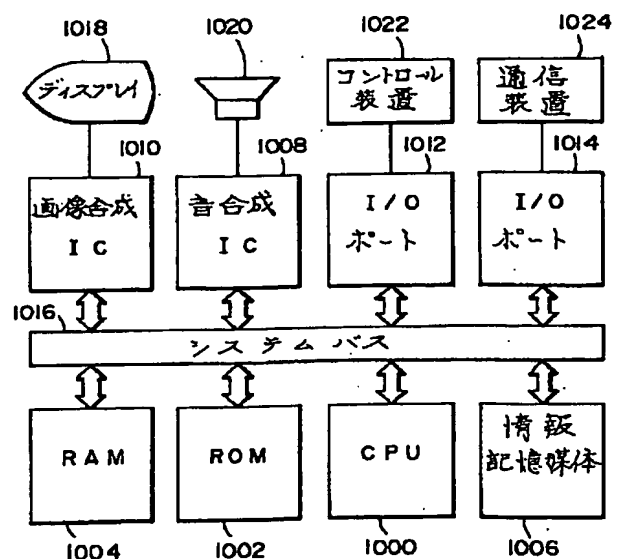 1018
1020
1022
1024
ディスプレイ
コントロール
装置
通信
装置
1010
1008
1012
1014
画像合成
IC
音合成
IC
I/O
ポート
I/O
ポート
1016
システムバス
RAM
ROM
CPU
情報
記憶媒体
1004
1002
1000
1006